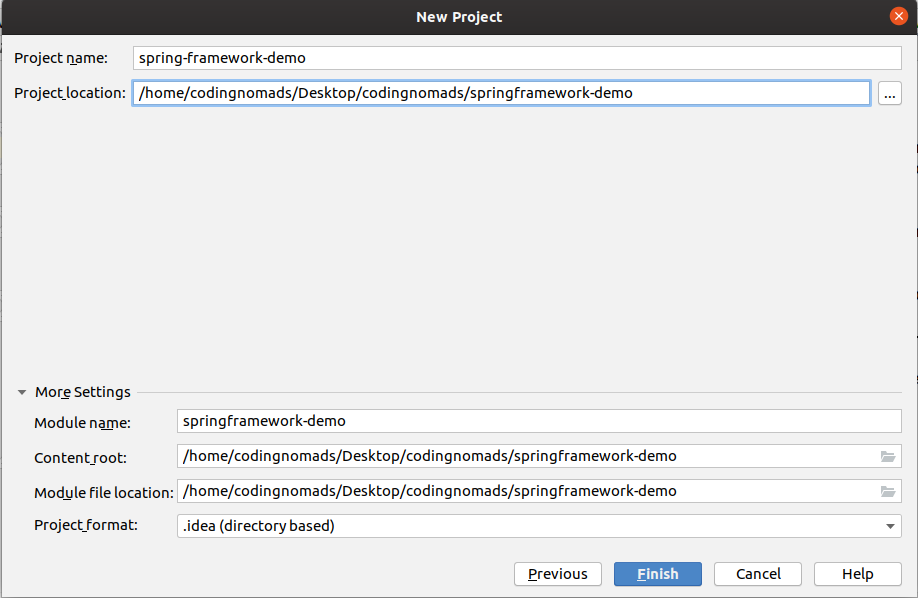 New Project
Project name: spring-framework-demo
Project location: /home/codingnomads/Desktop/codingnomads/springframework-demo ...
More Settings
Module name: springframework-demo
Content root: /home/codingnomads/Desktop/codingnomads/springframework-demo
Module file location: /home/codingnomads/Desktop/codingnomads/springframework-demo
Project format: .idea (directory based)
Previous Finish Cancel Help